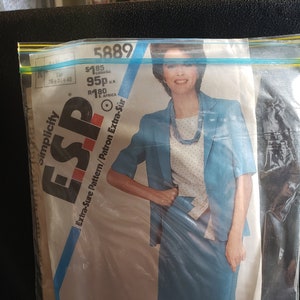 5889
$1.85
95p U.K.
R1.80
Simplicity
E.S.P.
Extra-Sure Pattern/Patron Extra-Sûr